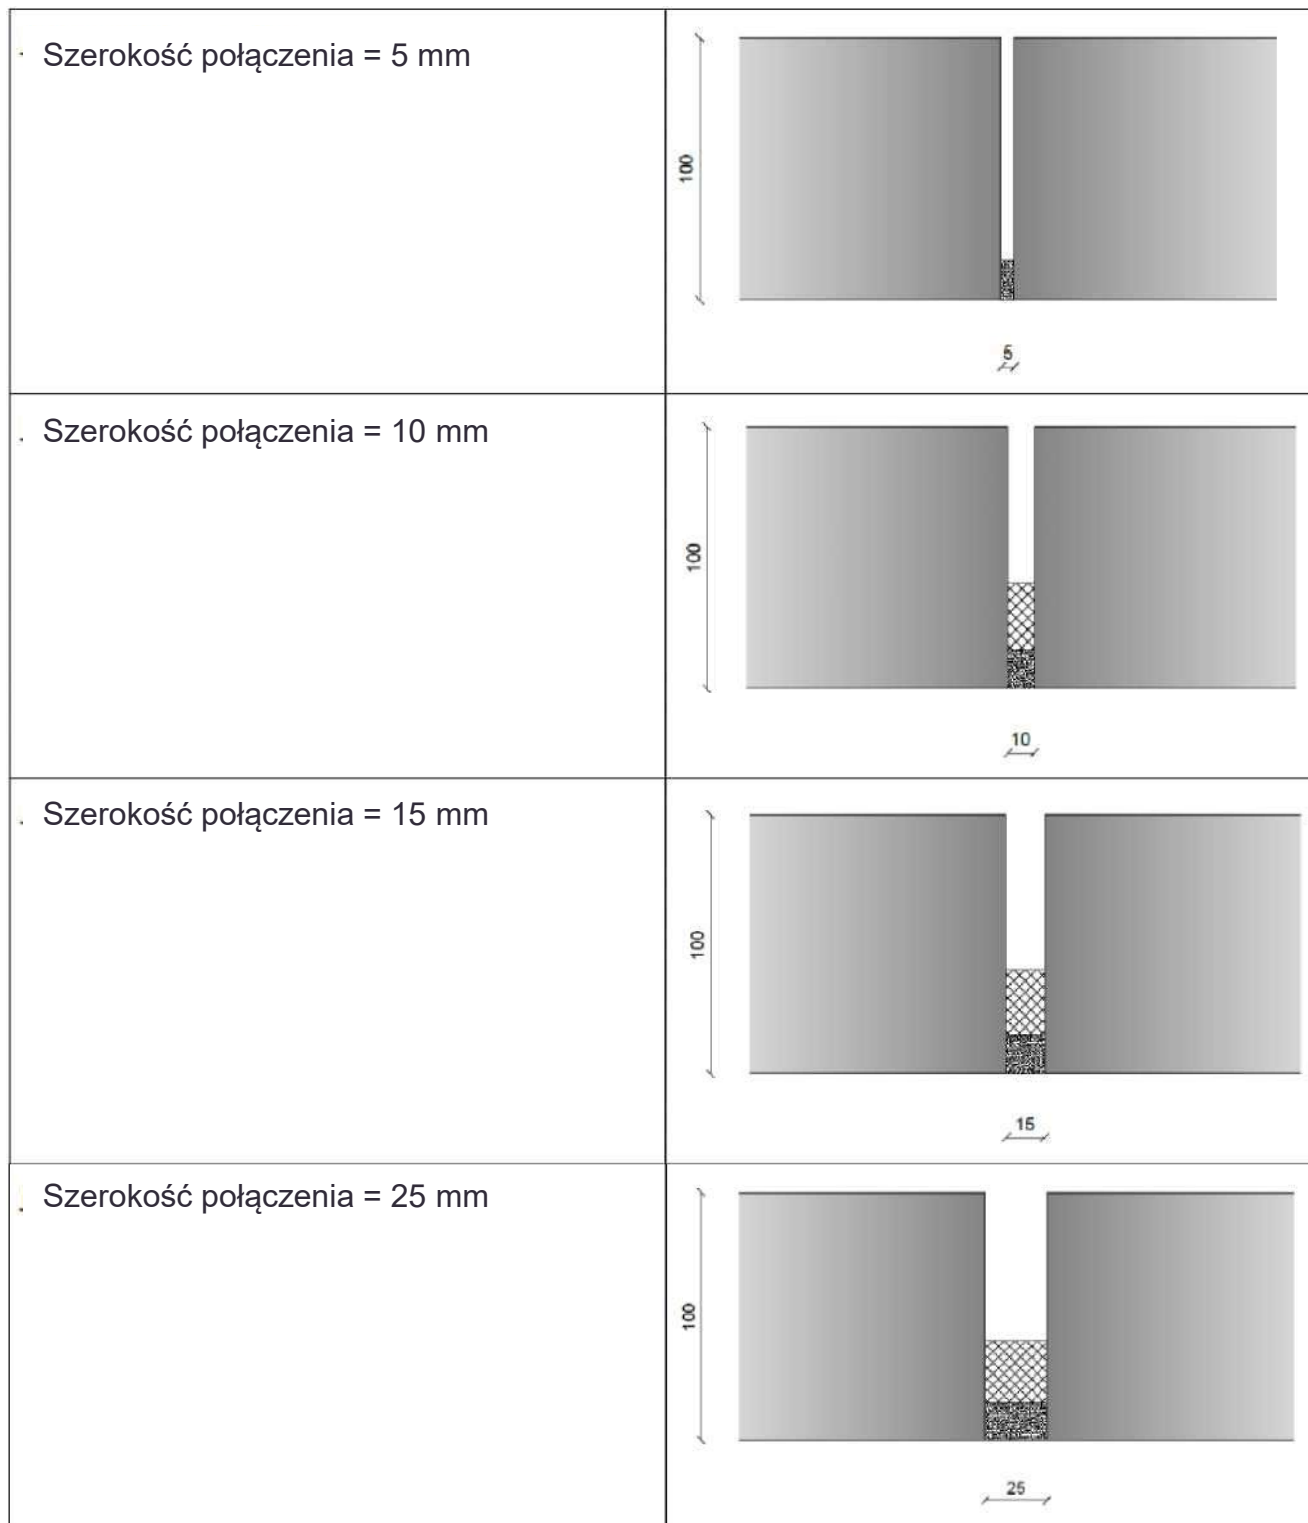 Szerokość połączenia = 5 mm
100
5
Szerokość połączenia = 10 mm
100
10
Szerokość połączenia = 15 mm
100
15
Szerokość połączenia = 25 mm
100
25